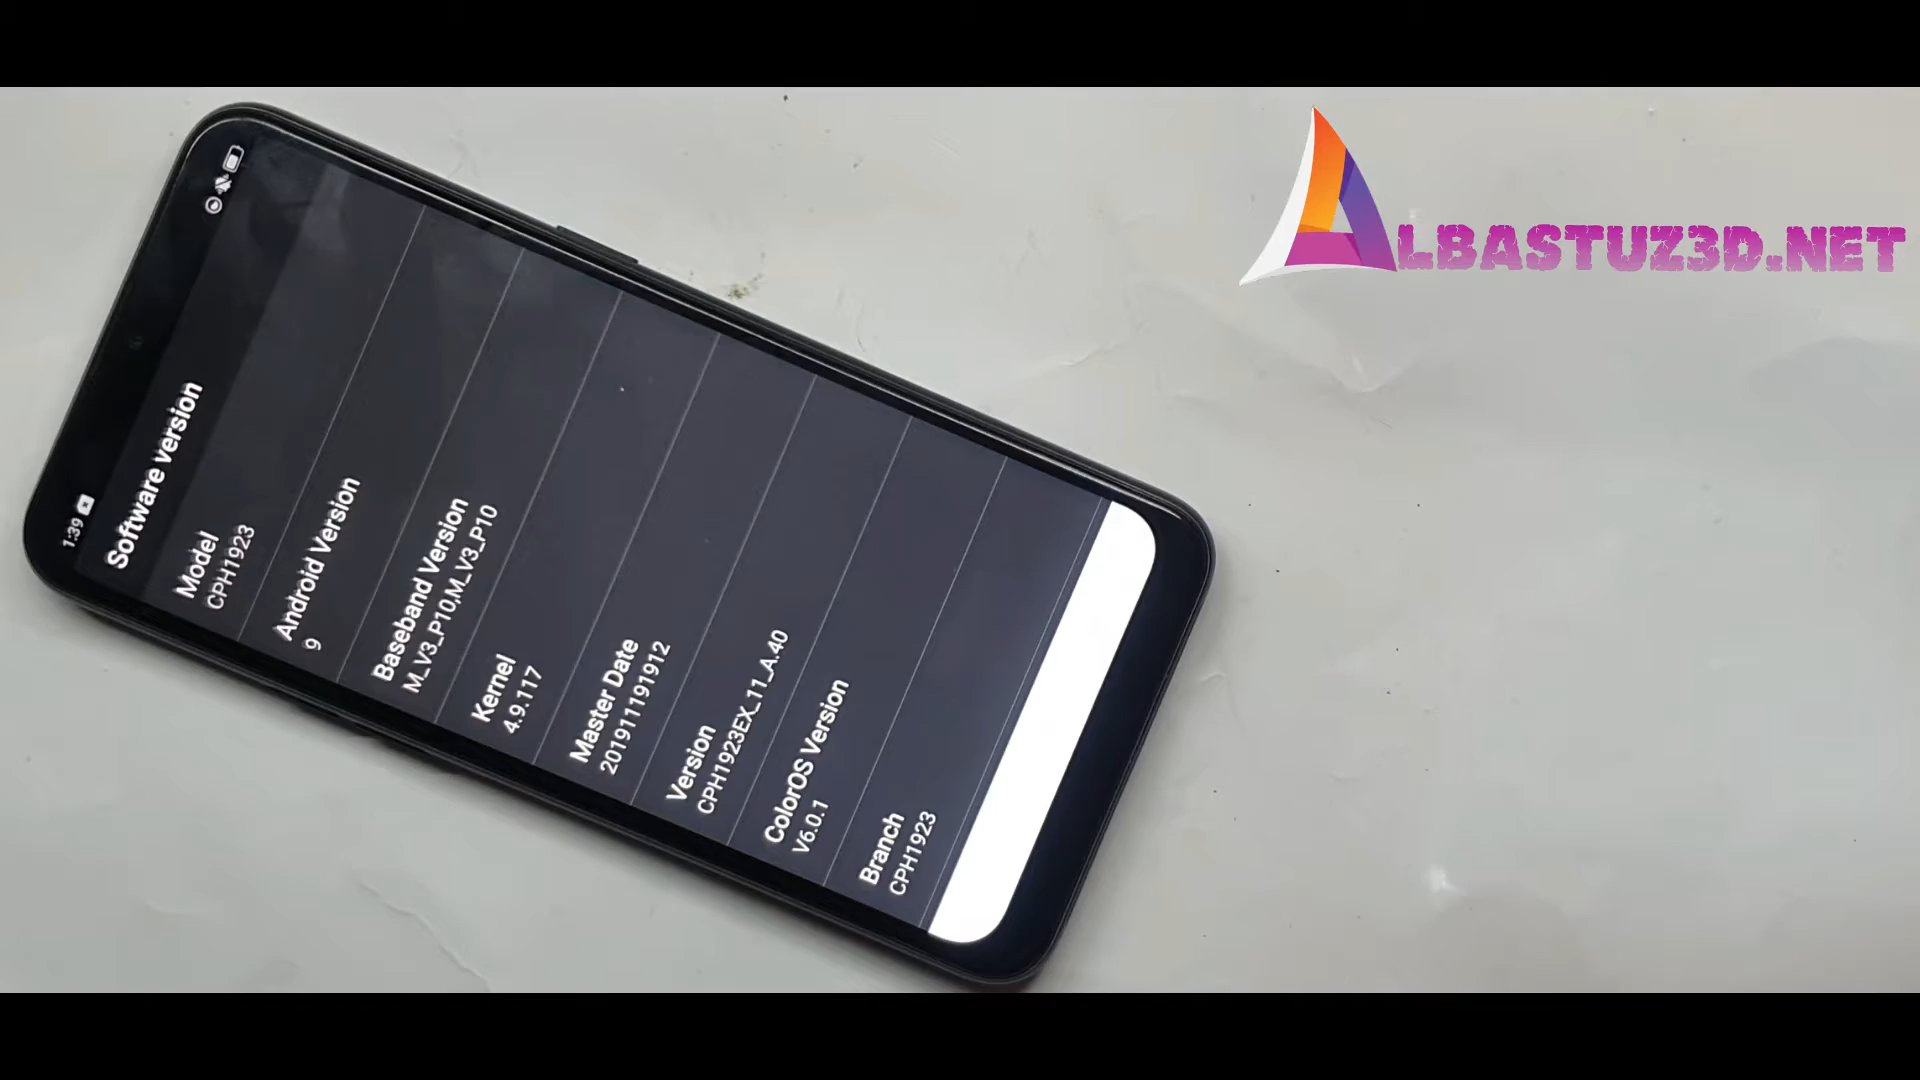 1:39
Software version
Model
CPH1923
Android Version
9
Baseband Version
M_V3_P10,M_V3_P10
Kernel
4.9.117
Master Date
201911191912
Version
CPH1923EX_11_A.40
ColorOS Version
V6.0.1
Branch
CPH1923
ALBASTUZ3D.NET